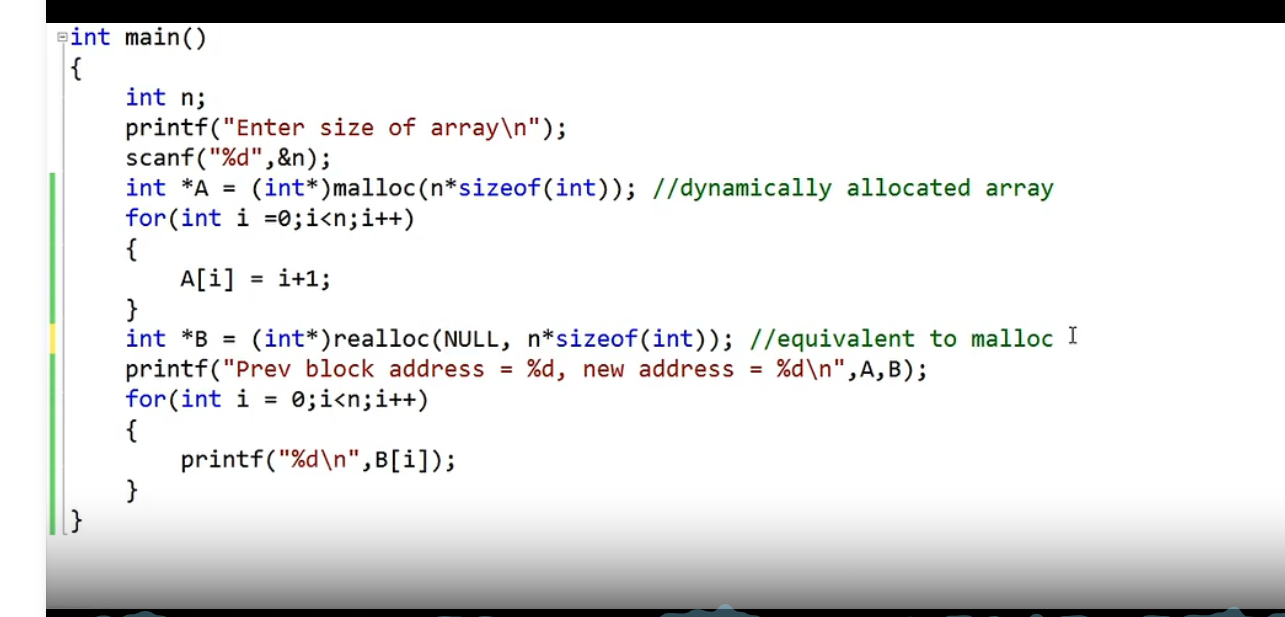 int main()
{
    int n;
    printf("Enter size of array\n");
    scanf("%d",&n);
    int *A = (int*)malloc(n*sizeof(int)); //dynamically allocated array
    for(int i =0;i<n;i++)
    {
        A[i] = i+1;
    }
    int *B = (int*)realloc(NULL, n*sizeof(int)); //equivalent to malloc
    printf("Prev block address = %d, new address = %d\n",A,B);
    for(int i = 0;i<n;i++)
    {
        printf("%d\n",B[i]);
    }
}